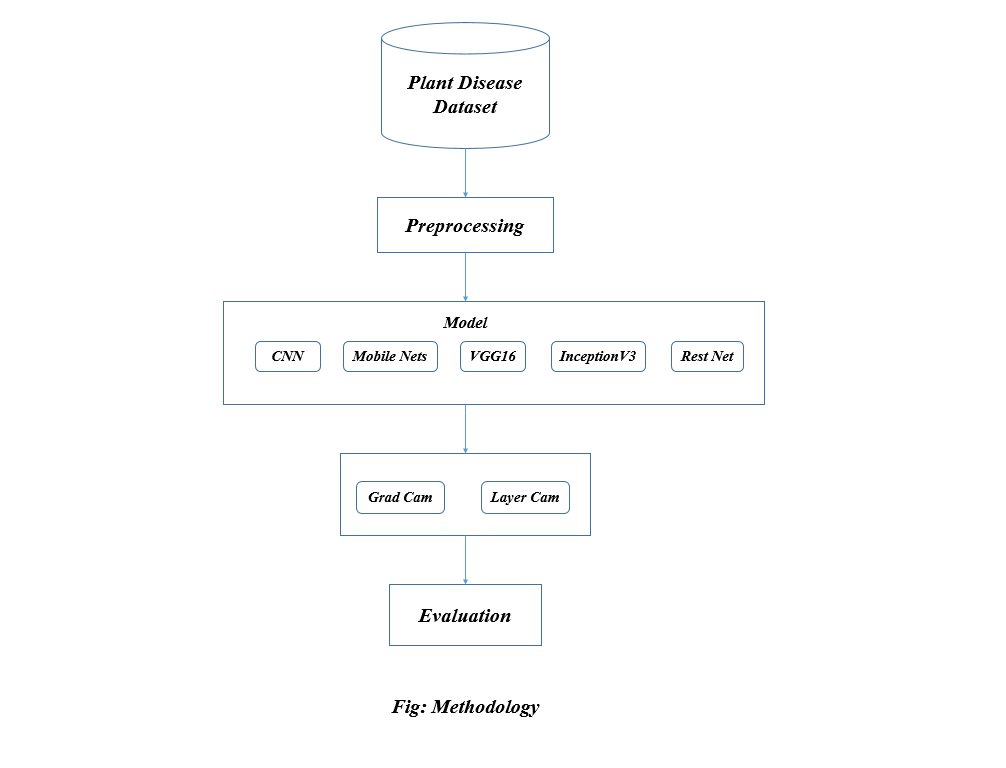 Plant Disease
Dataset
Preprocessing
Model
CNN
Mobile Nets
VGG16
InceptionV3
Rest Net
Grad Cam
Layer Cam
Evaluation
Fig: Methodology